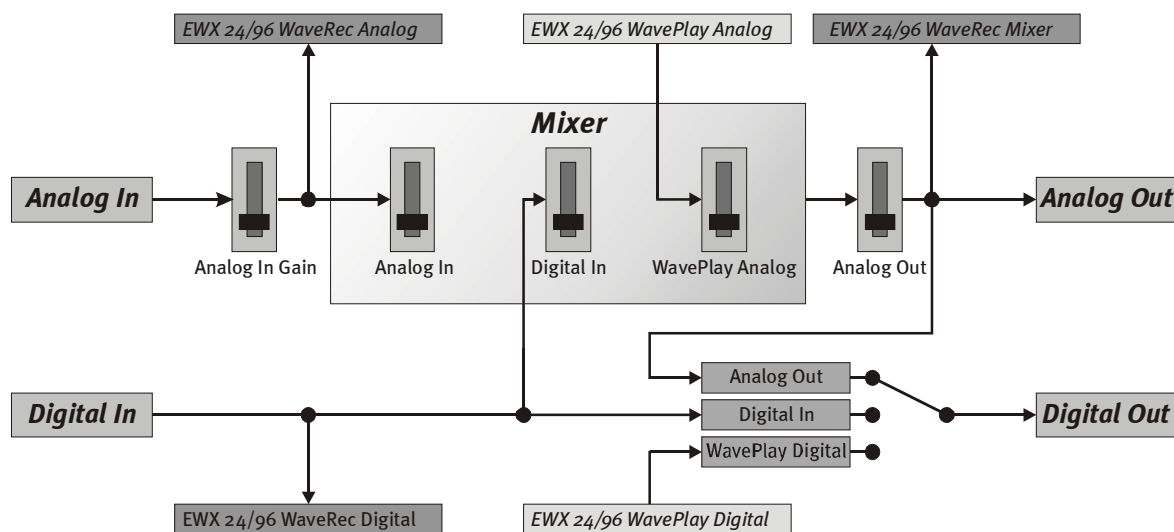 EWX 24/96 WaveRec Analog
EWX 24/96 WavePlay Analog
EWX 24/96 WaveRec Mixer
Mixer
Analog In
Analog Out
Analog In Gain
Analog In
Digital In
WavePlay Analog
Analog Out
Analog Out
Digital In
Digital In
Digital Out
WavePlay Digital
EWX 24/96 WaveRec Digital
EWX 24/96 WavePlay Digital